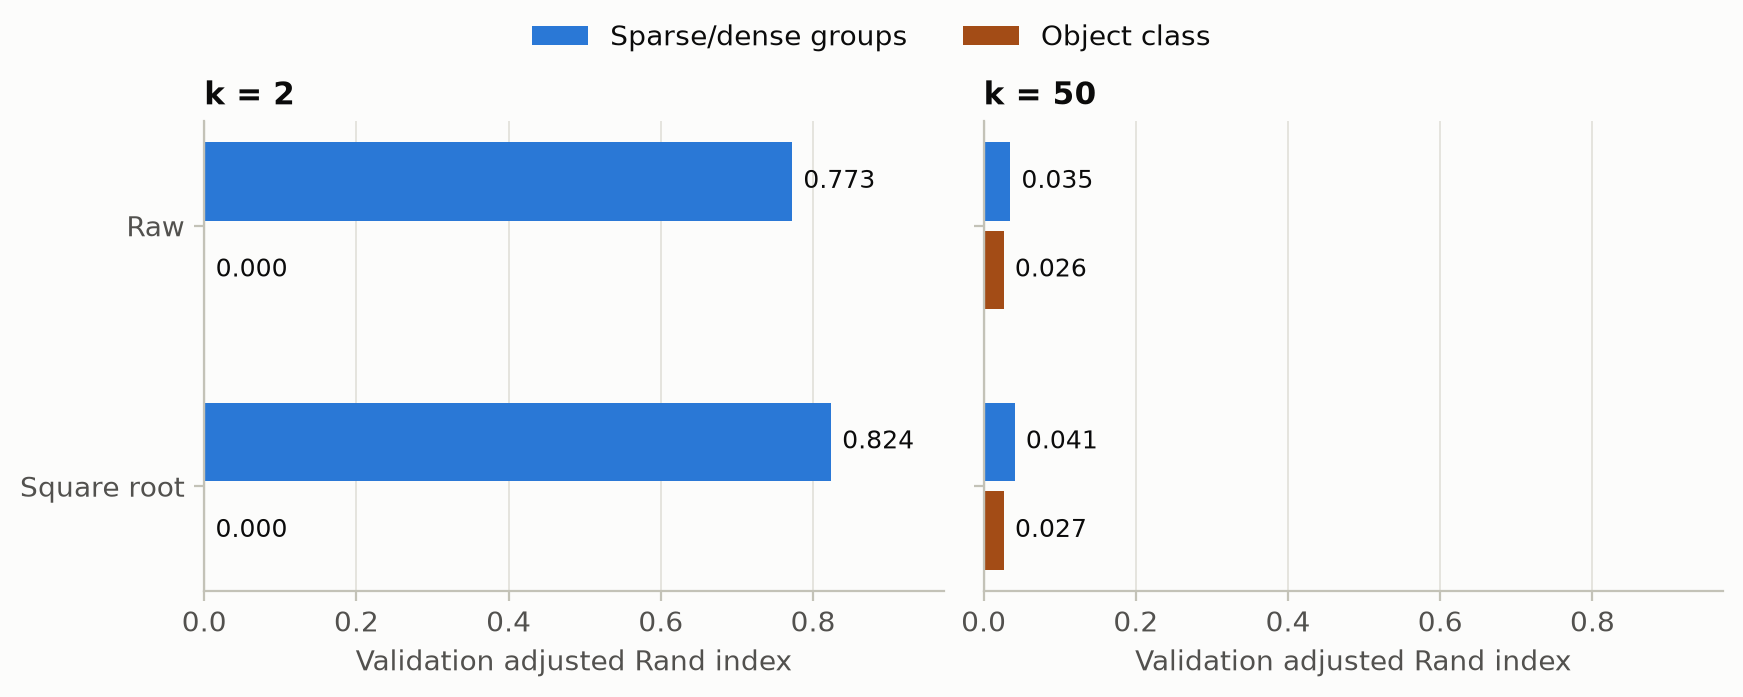 Sparse/dense groups Object class
k = 2
k = 50
Raw
0.773
0.000
0.035
0.026
Square root
0.824
0.000
0.041
0.027
0.0 0.2 0.4 0.6 0.8
0.0 0.2 0.4 0.6 0.8
Validation adjusted Rand index
Validation adjusted Rand index